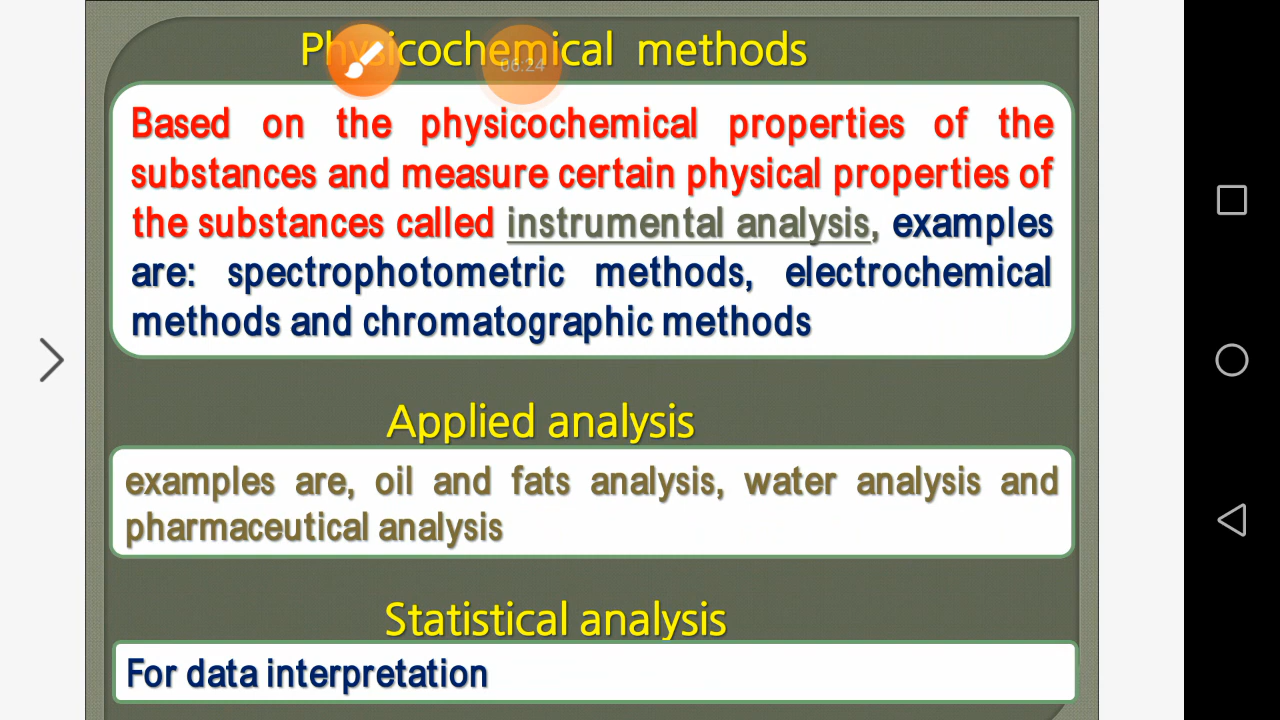 Physicochemical methods
06:24
Based on the physicochemical properties of the
substances and measure certain physical properties of
the substances called instrumental analysis, examples
are: spectrophotometric methods, electrochemical
methods and chromatographic methods
Applied analysis
examples are, oil and fats analysis, water analysis and
pharmaceutical analysis
Statistical analysis
For data interpretation